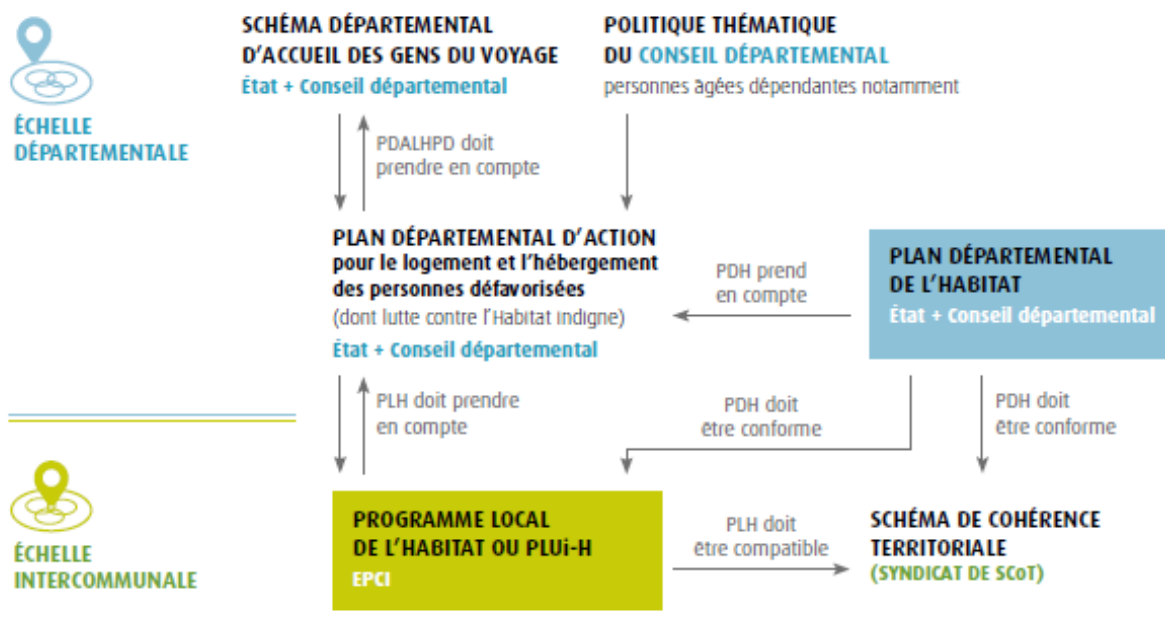 SCHÉMA DÉPARTEMENTAL
D'ACCUEIL DES GENS DU VOYAGE
État + Conseil départemental
POLITIQUE THÉMATIQUE
DU CONSEIL DÉPARTEMENTAL
personnes âgées dépendantes notamment
ÉCHELLE
DÉPARTEMENTALE
PDALHPD doit
prendre en compte
PLAN DÉPARTEMENTAL D'ACTION
pour le logement et l'hébergement
des personnes défavorisées
(dont lutte contre l'Habitat indigne)
État + Conseil départemental
PDH prend
en compte
PLAN DÉPARTEMENTAL
DE L'HABITAT
État + Conseil départemental
PLH doit prendre
en compte
PDH doit
être conforme
PDH doit
être conforme
ÉCHELLE
INTERCOMMUNALE
PROGRAMME LOCAL
DE L'HABITAT OU PLUi-H
EPCI
PLH doit
être compatible
SCHÉMA DE COHÉRENCE
TERRITORIALE
(SYNDICAT DE SCoT)